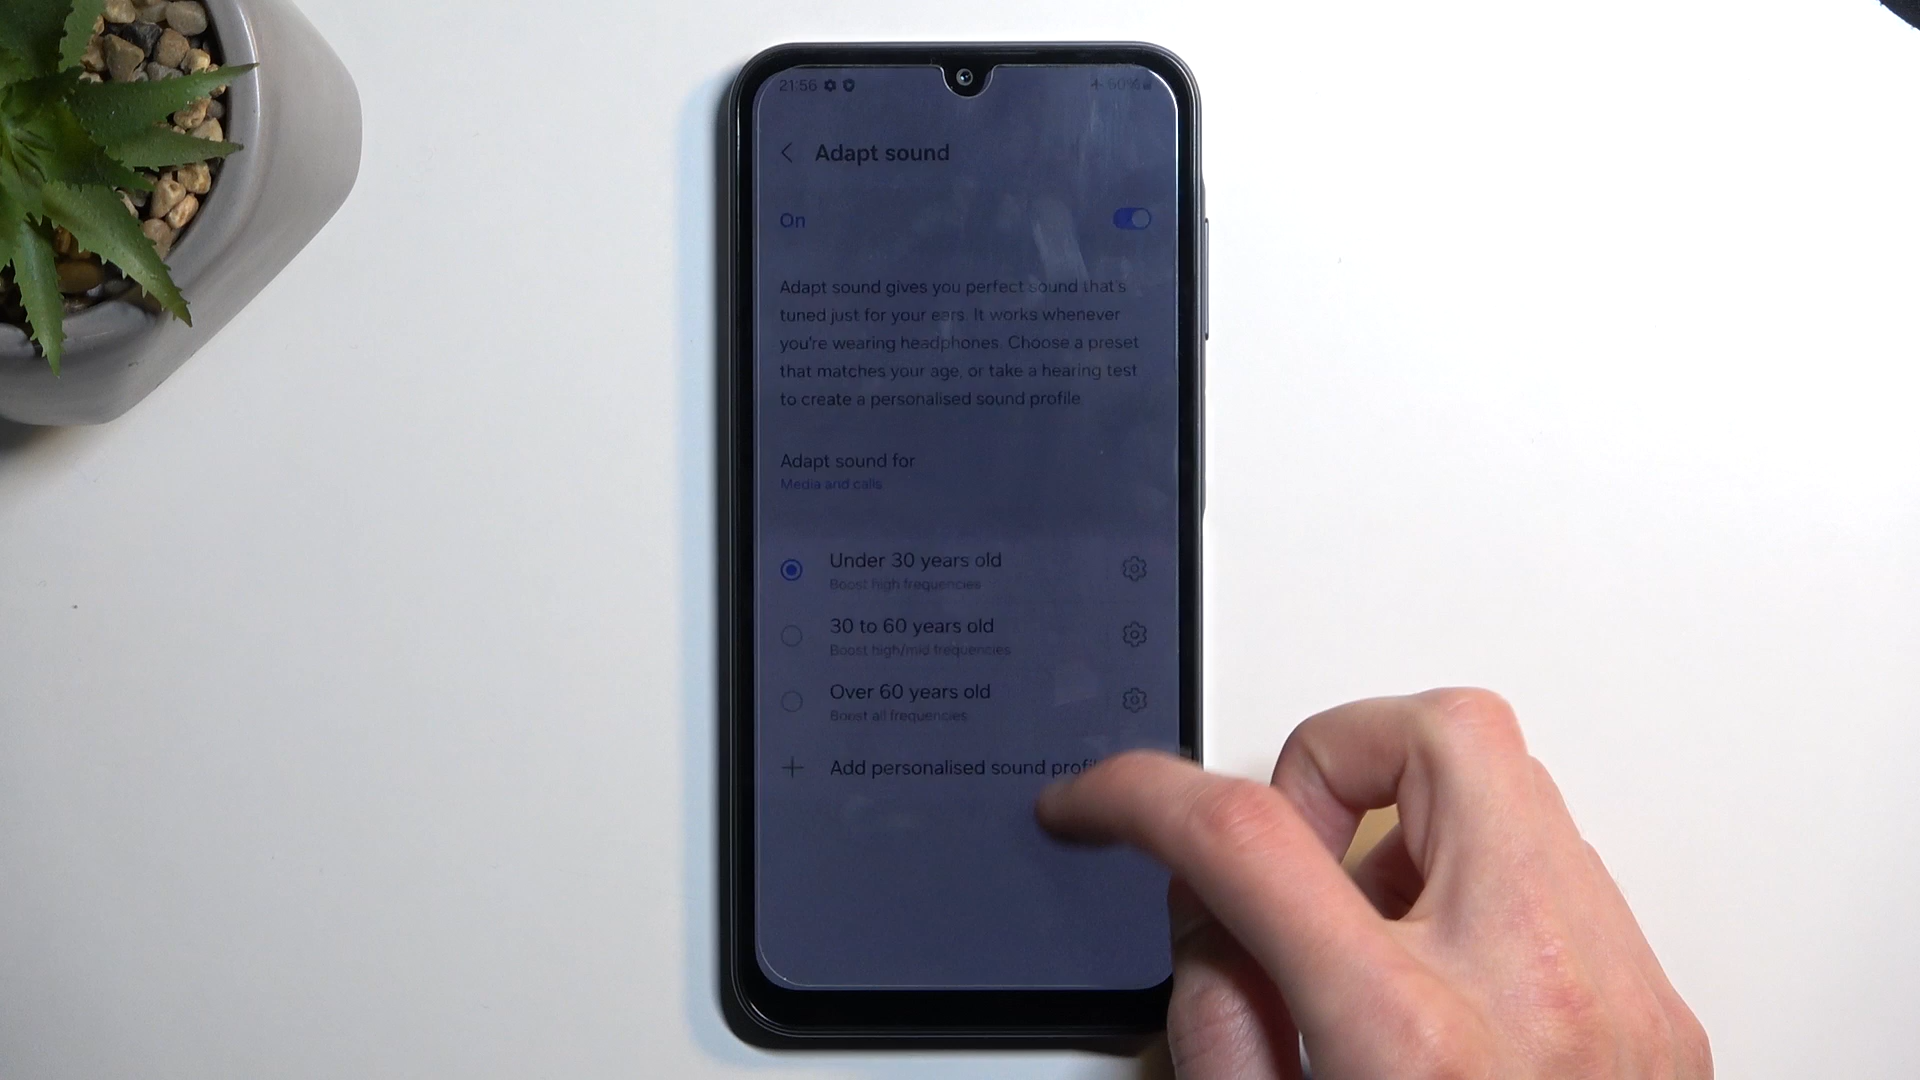 21:56
60%
Adapt sound
On
Adapt sound gives you perfect sound that's
tuned just for your ears. It works whenever
you're wearing headphones. Choose a preset
that matches your age, or take a hearing test
to create a personalised sound profile.
Adapt sound for
Media and calls
Under 30 years old
Boost high frequencies
30 to 60 years old
Boost high/mid frequencies
Over 60 years old
Boost all frequencies
Add personalised sound